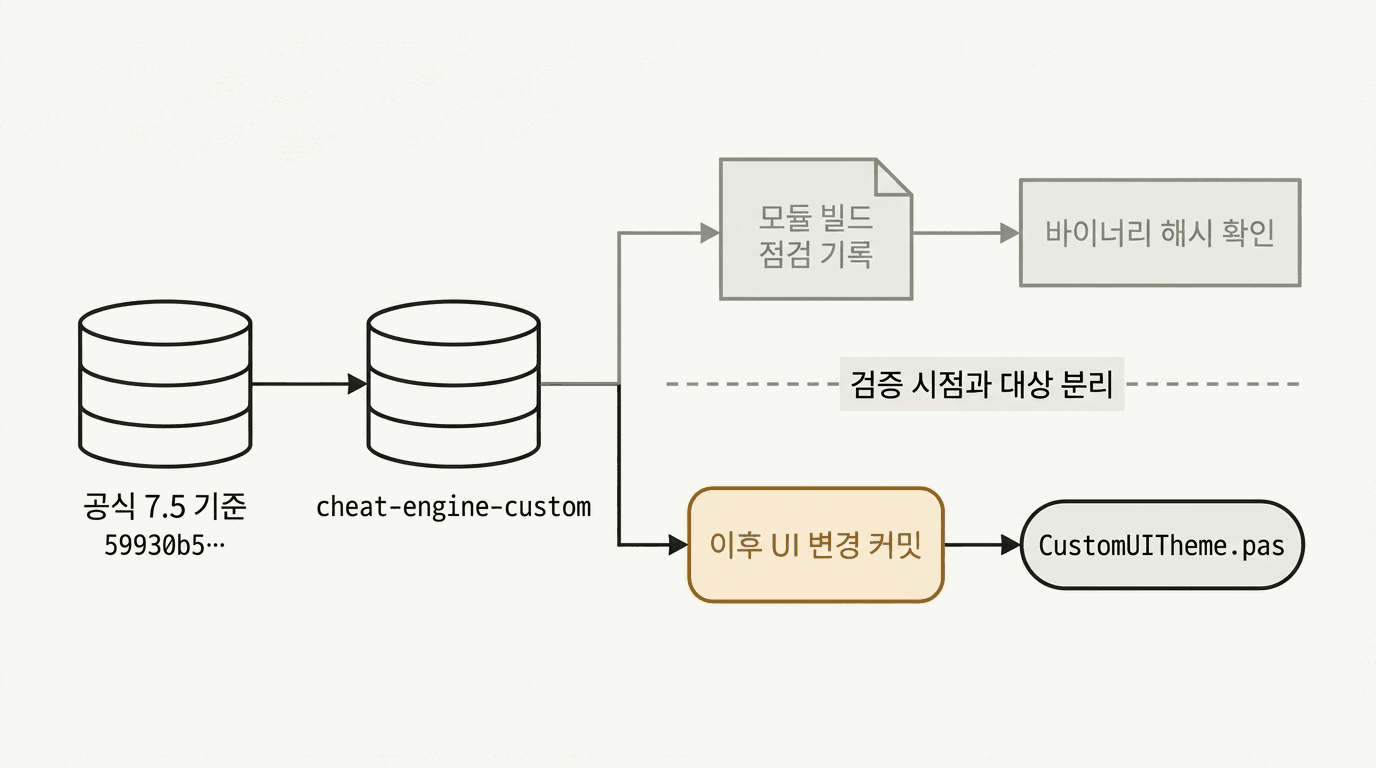 모듈 빌드
점검 기록
바이너리 해시 확인
검증 시점과 대상 분리
공식 7.5 기준
59930b5…
cheat-engine-custom
이후 UI 변경 커밋
CustomUITheme.pas